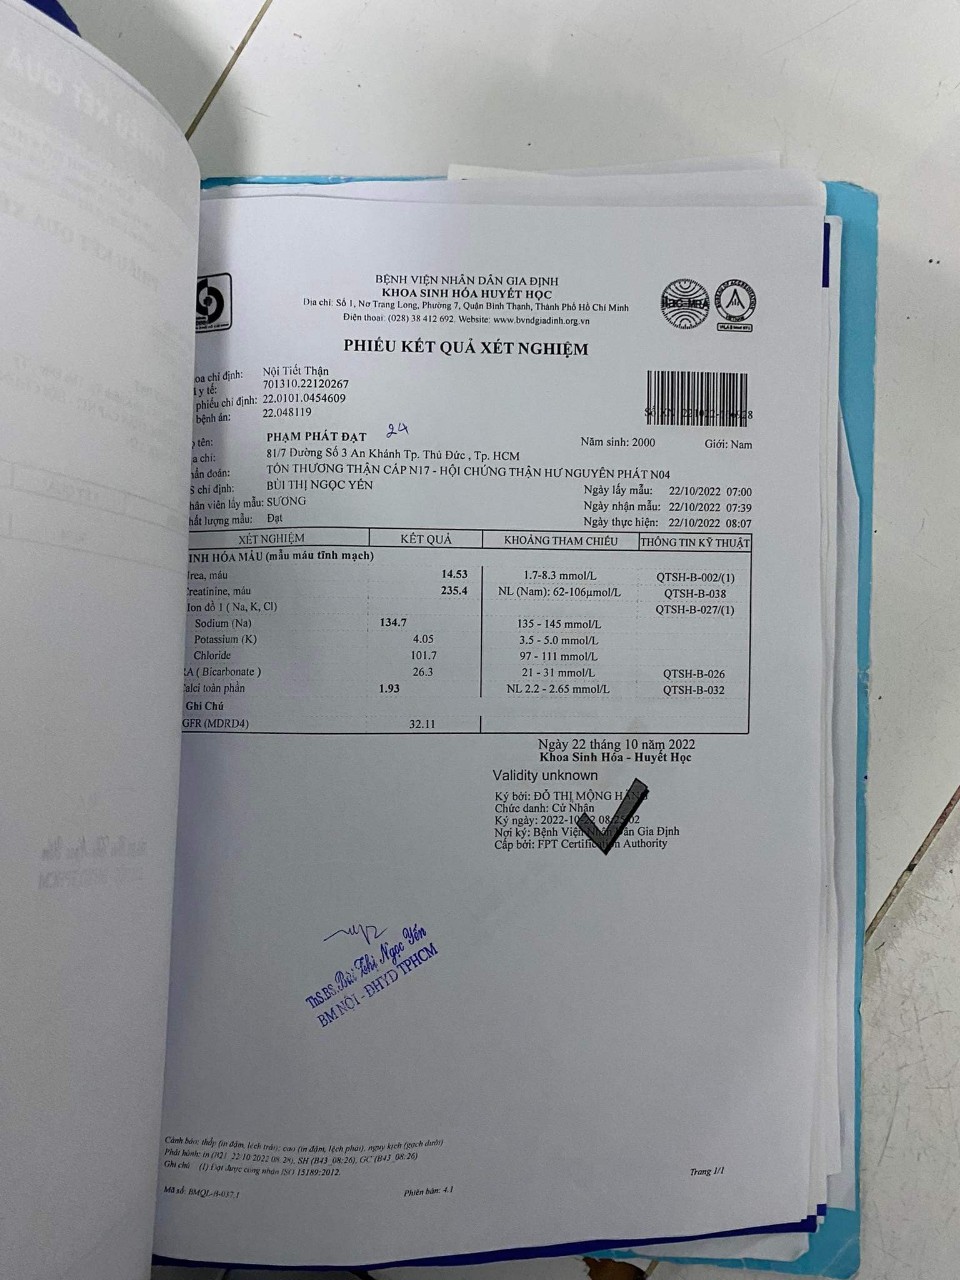 BỆNH VIỆN NHÂN DÂN GIA ĐỊNH
KHOA SINH HÓA HUYẾT HỌC
Địa chỉ: Số 1, Nơ Trang Long, Phường 7, Quận Bình Thạnh, Thành Phố Hồ Chí Minh
Điện thoại: (028) 38 412 692. Website: www.bvndgiadinh.org.vn
PHIẾU KẾT QUẢ XÉT NGHIỆM
oa chỉ định: Nội Tiết Thận
y tế: 701310.22120267
phiếu chỉ định: 22.0101.0454609
bệnh án: 22.048119
tên: PHẠM PHÁT ĐẠT 24 Năm sinh: 2000 Giới: Nam
a chỉ: 81/7 Đường Số 3 An Khánh Tp. Thủ Đức , Tp. HCM
ẩn đoán: TỔN THƯƠNG THẬN CẤP N17 - HỘI CHỨNG THẬN HƯ NGUYÊN PHÁT N04
S chỉ định: BÙI THỊ NGỌC YẾN Ngày lấy mẫu: 22/10/2022 07:00
hân viên lấy mẫu: SƯƠNG Ngày nhận mẫu: 22/10/2022 07:39
hất lượng mẫu: Đạt Ngày thực hiện: 22/10/2022 08:07
XÉT NGHIỆM KẾT QUẢ KHOẢNG THAM CHIẾU THÔNG TIN KỸ THUẬT
INH HÓA MÁU (mẫu máu tĩnh mạch)
rea, máu 14.53 1.7-8.3 mmol/L QTSH-B-002/(1)
reatinine, máu 235.4 NL (Nam): 62-106µmol/L QTSH-B-038
Ion đồ 1 ( Na, K, Cl) QTSH-B-027/(1)
Sodium (Na) 134.7 135 - 145 mmol/L
Potassium (K) 4.05 3.5 - 5.0 mmol/L
Chloride 101.7 97 - 111 mmol/L
A ( Bicarbonate ) 26.3 21 - 31 mmol/L QTSH-B-026
alci toàn phần 1.93 NL 2.2 - 2.65 mmol/L QTSH-B-032
Ghi Chú
GFR (MDRD4) 32.11
Ngày 22 tháng 10 năm 2022
Khoa Sinh Hóa - Huyết Học
Validity unknown
Ký bởi: ĐỖ THỊ MỘNG HẰNG
Chức danh: Cử Nhân
Ký ngày: 2022-10-22 08:25:02
Nơi ký: Bệnh Viện Nhân Dân Gia Định
Cấp bởi: FPT Certification Authority
ThS.BS.Bùi Thị Ngọc Yến
BM NỘI - ĐHYD TPHCM
Cảnh báo: thấp (in đậm, lệch trái); cao (in đậm, lệch phải), nguy kịch (gạch dưới)
Phát hành: in (B21_22/10/2022 08:28), SH (B43_08:26), GC (B43_08:26)
Ghi chú: (1) Đạt được công nhận ISO 15189:2012.
Trang 1/1
Mã số: BMQL-B-037.1 Phiên bản: 4.1